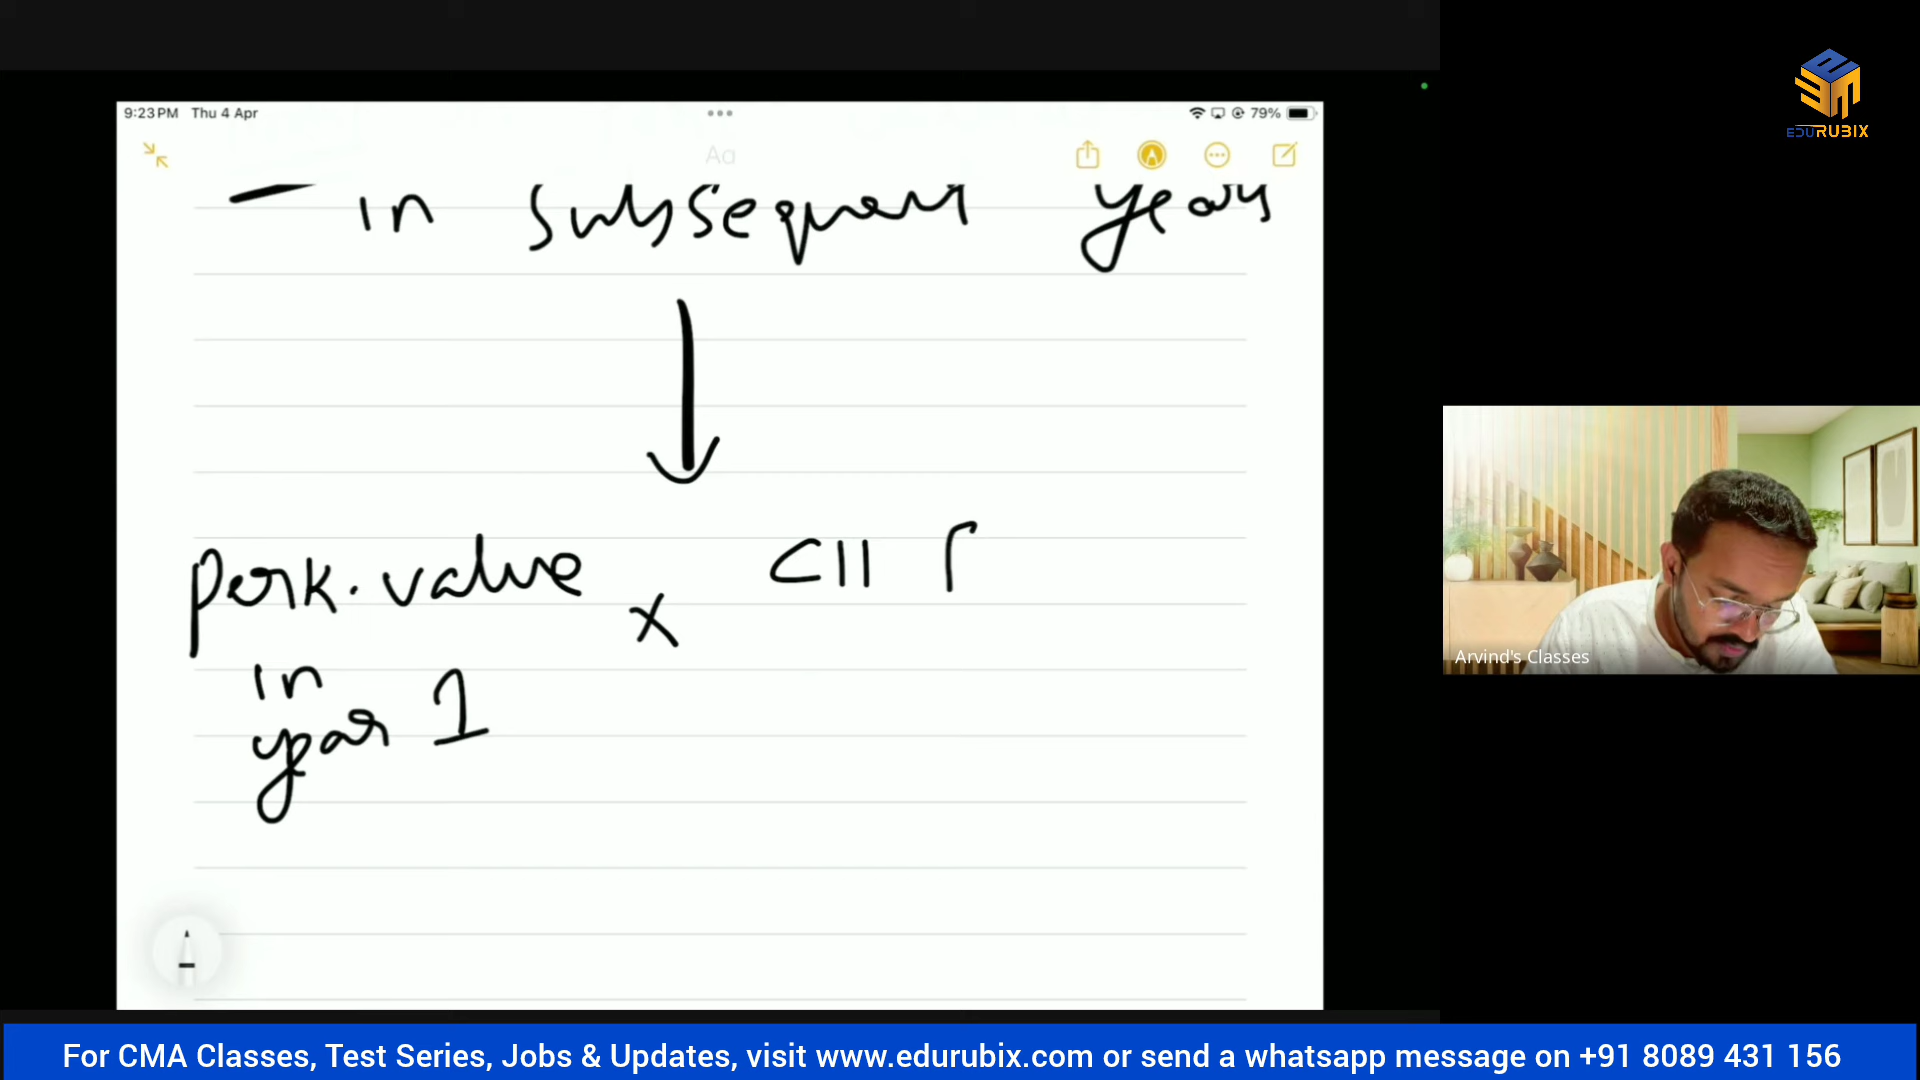 EDURUBIX
9:23 PM Thu 4 Apr
79%
Aa
- in subsequent years
Perk. value x CII
in
year 1
Arvind's Classes
For CMA Classes, Test Series, Jobs & Updates, visit www.edurubix.com or send a whatsapp message on +91 8089 431 156